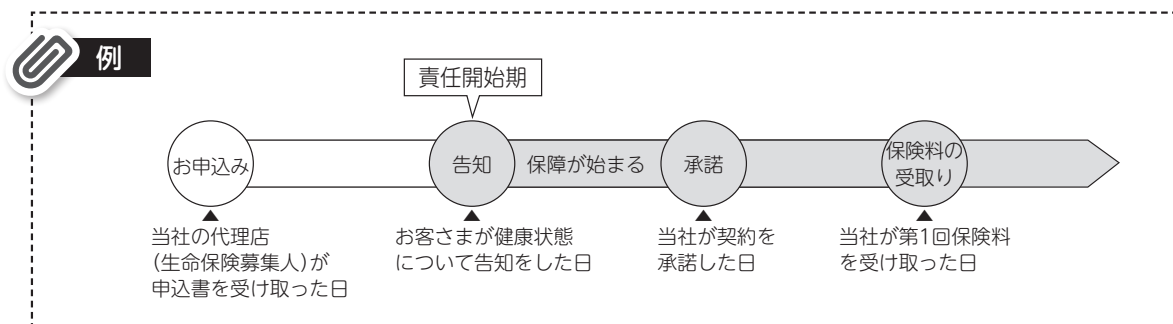 例
責任開始期
お申込み
告知
保障が始まる
承諾
保険料の
受取り
当社の代理店
(生命保険募集人)が
申込書を受け取った日
お客さまが健康状態
について告知をした日
当社が契約を
承諾した日
当社が第1回保険料
を受け取った日